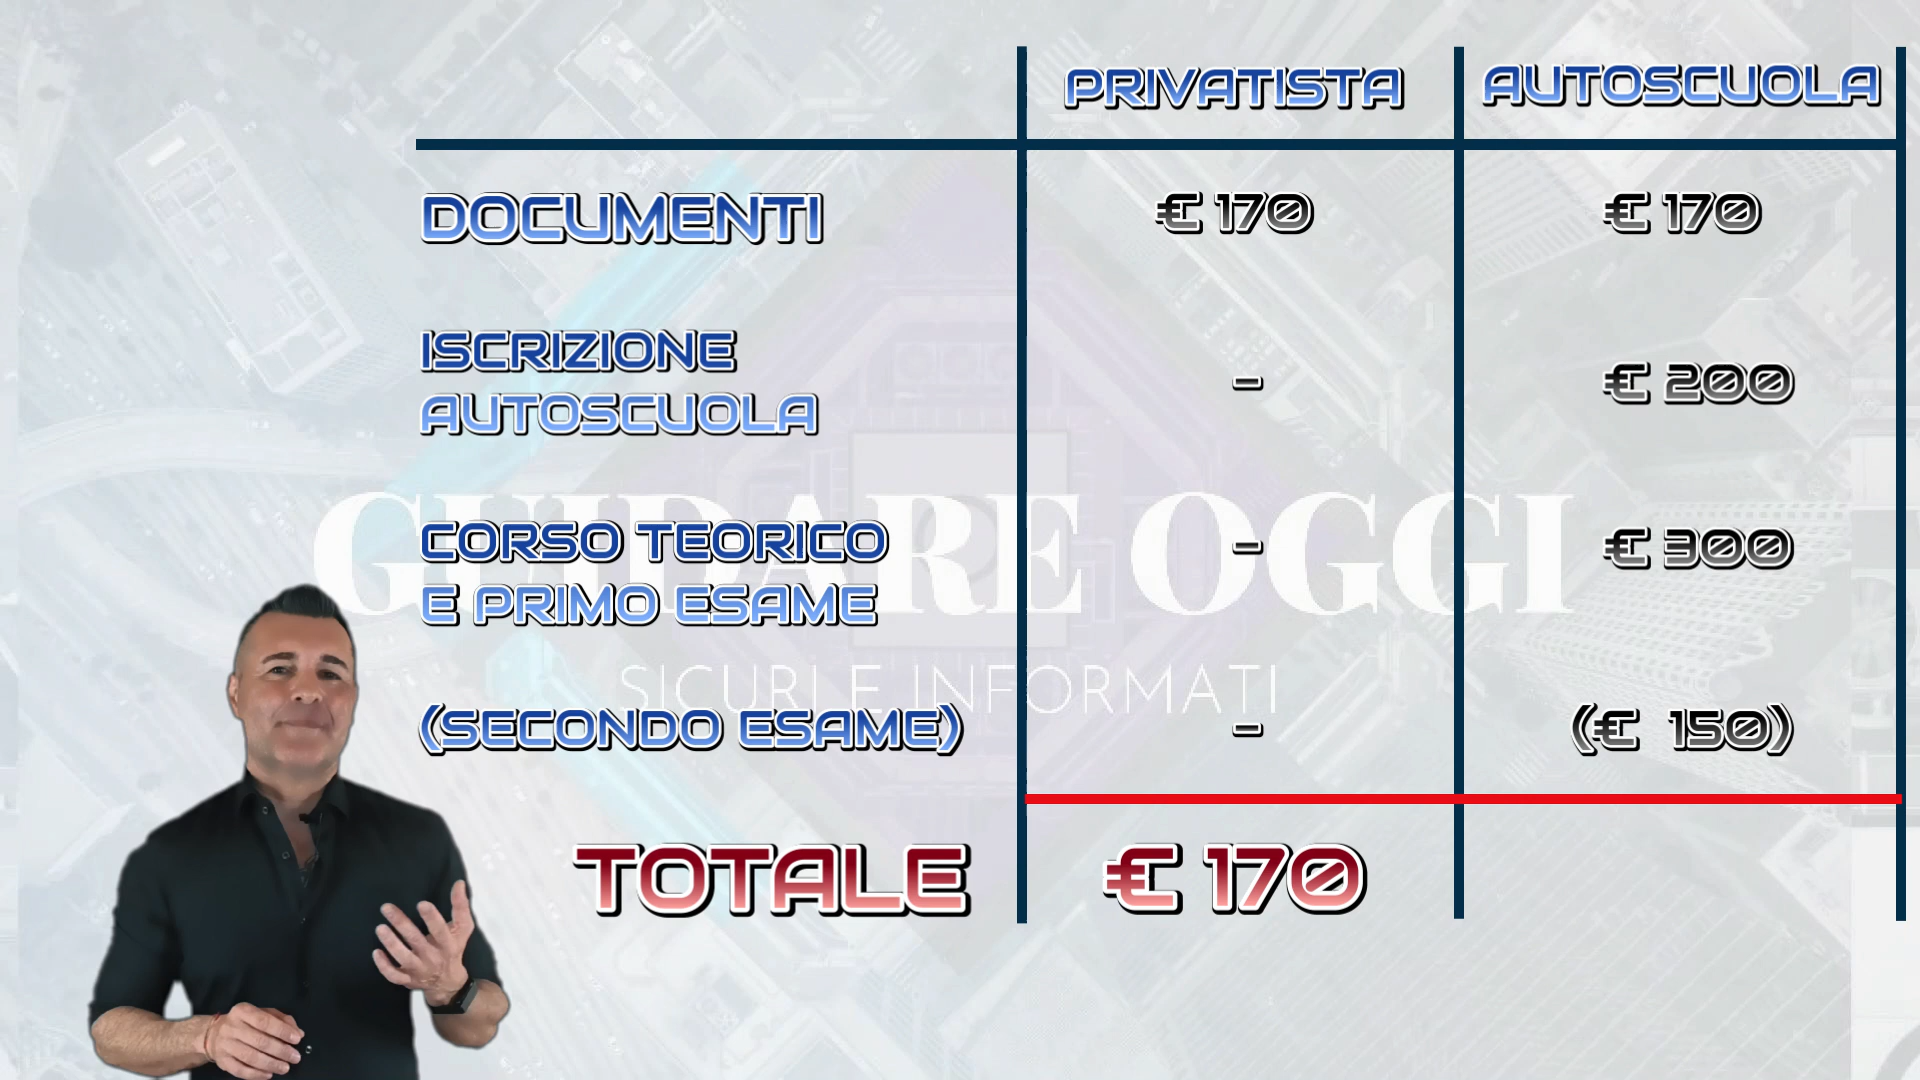 PRIVATISTA AUTOSCUOLA
DOCUMENTI € 170 € 170
ISCRIZIONE
AUTOSCUOLA - € 200
CORSO TEORICO
E PRIMO ESAME - € 300
GUIDARE OGGI
SICURI E INFORMATI
(SECONDO ESAME) - (€ 150)
TOTALE € 170